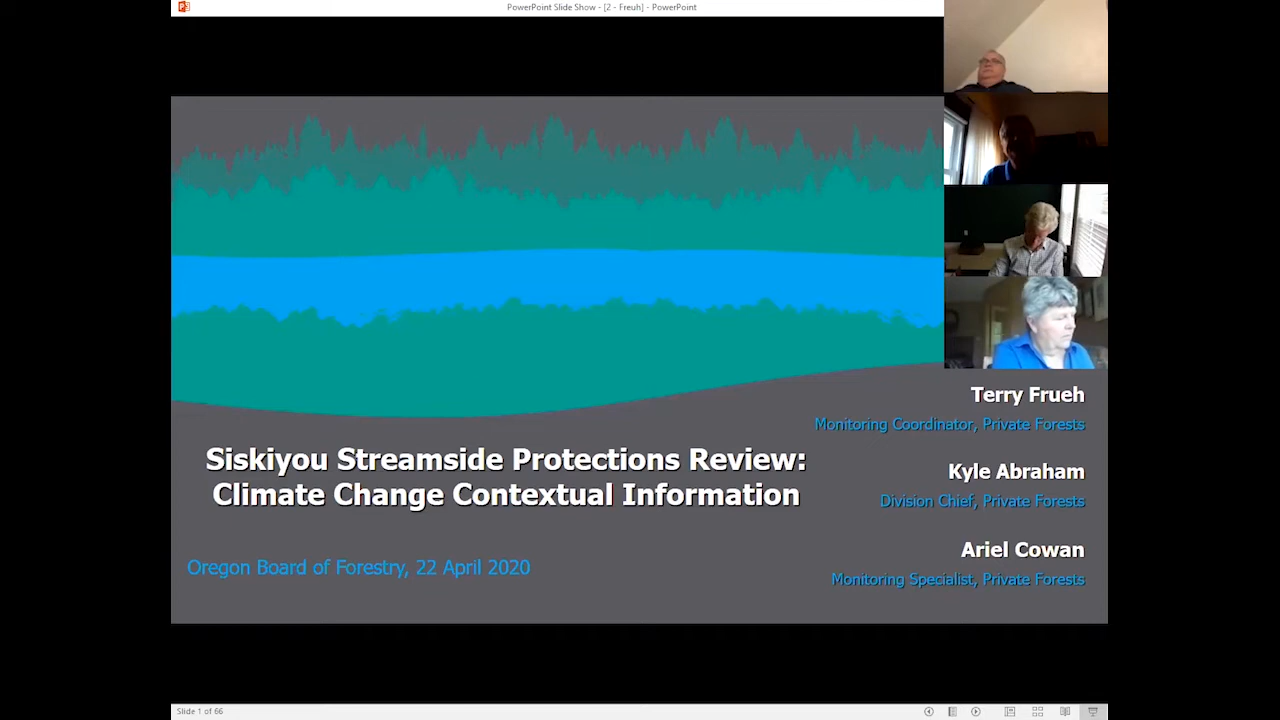 PowerPoint Slide Show - [2 - Freuh] - PowerPoint
Terry Frueh
Monitoring Coordinator, Private Forests
Kyle Abraham
Division Chief, Private Forests
Ariel Cowan
Monitoring Specialist, Private Forests
Siskiyou Streamside Protections Review:
Climate Change Contextual Information
Oregon Board of Forestry, 22 April 2020
Slide 1 of 66